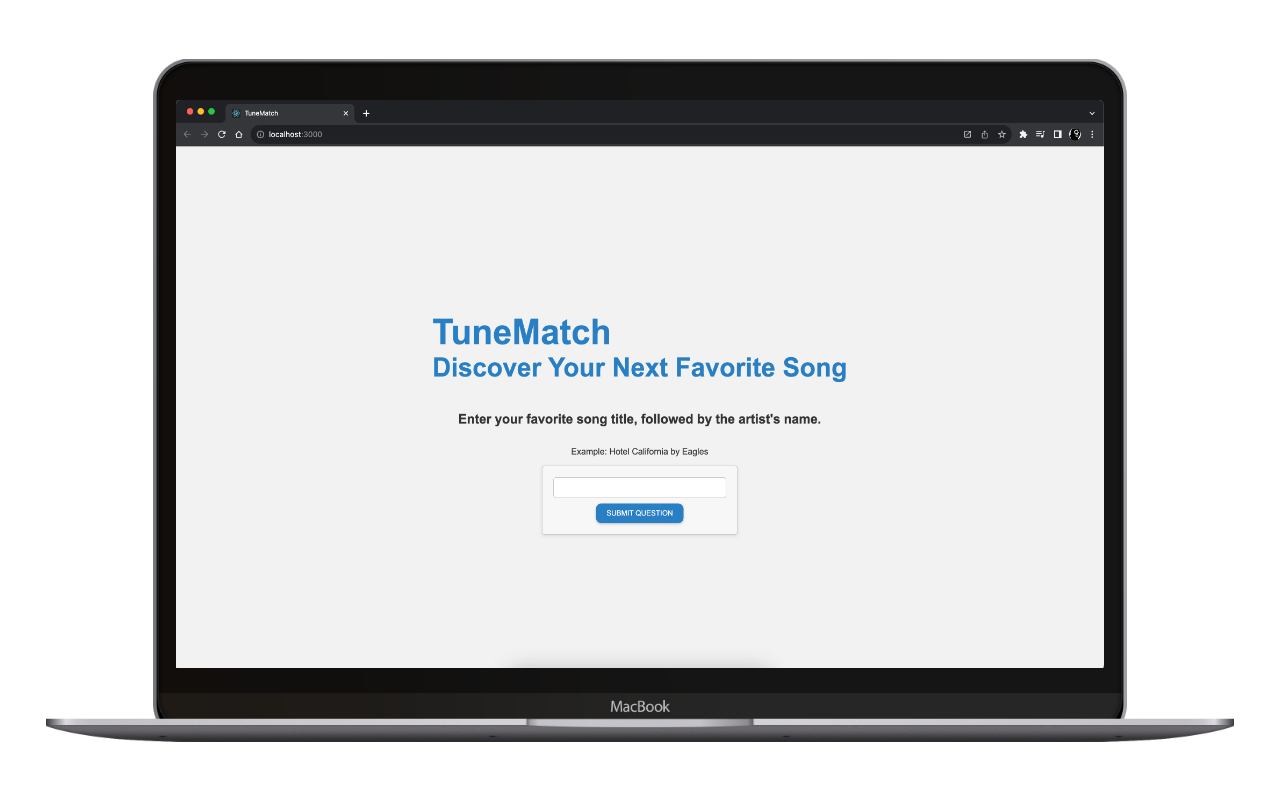 TuneMatch
localhost:3000
TuneMatch
Discover Your Next Favorite Song
Enter your favorite song title, followed by the artist's name.
Example: Hotel California by Eagles
SUBMIT QUESTION
MacBook